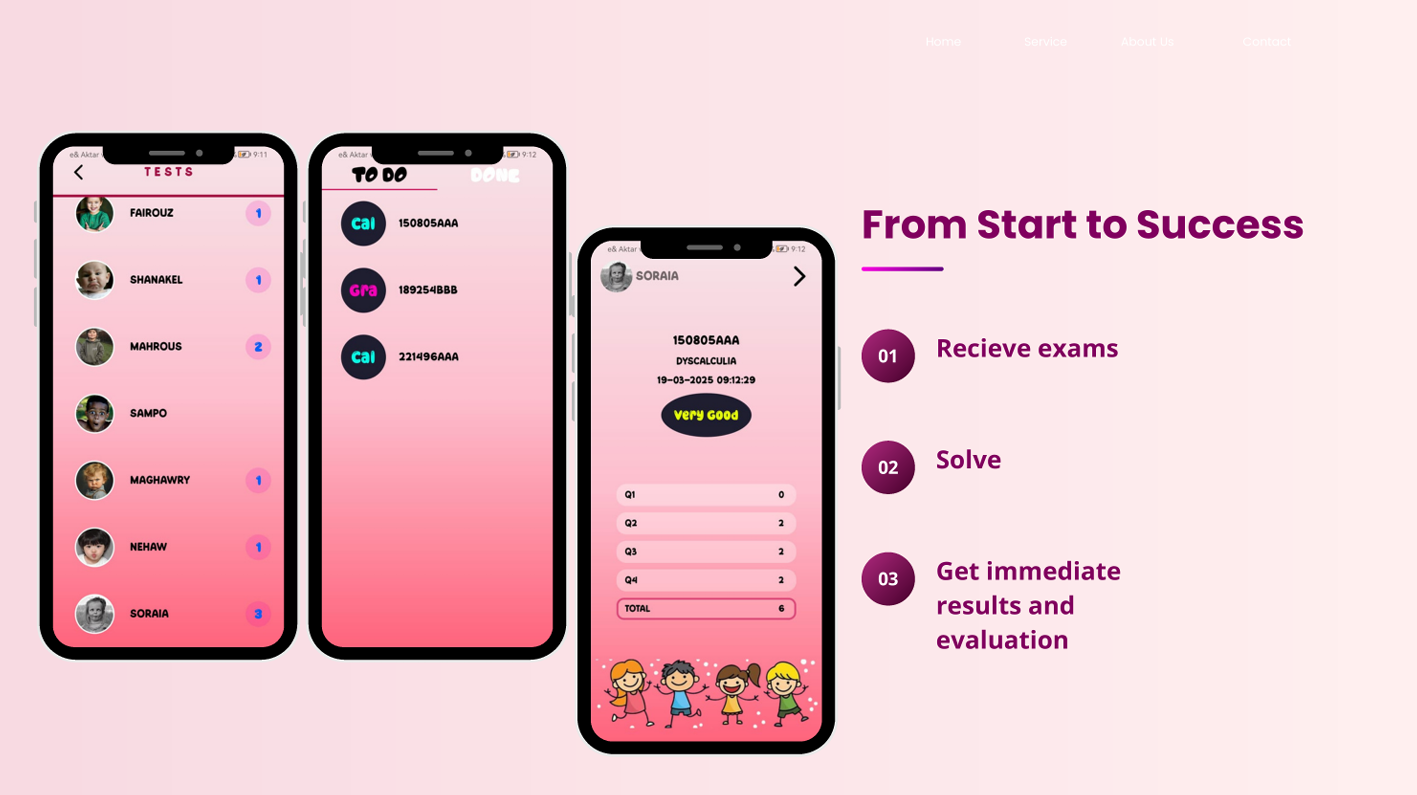 Home
Service
About Us
Contact
e& Aktar
9:11
TESTS
FAIROUZ
1
SHANAKEL
1
MAHROUS
2
SAMPO
MAGHAWRY
1
NEHAW
1
SORAIA
3
e& Aktar
9:12
TO DO
DONE
Cal
150805AAA
Gra
189254BBB
Cal
221496AAA
e& Aktar
9:12
SORAIA
150805AAA
DYSCALCULIA
19-03-2025 09:12:29
Very Good
Q1 0
Q2 2
Q3 2
Q4 2
TOTAL 6
From Start to Success
01
Recieve exams
02
Solve
03
Get immediate
results and
evaluation